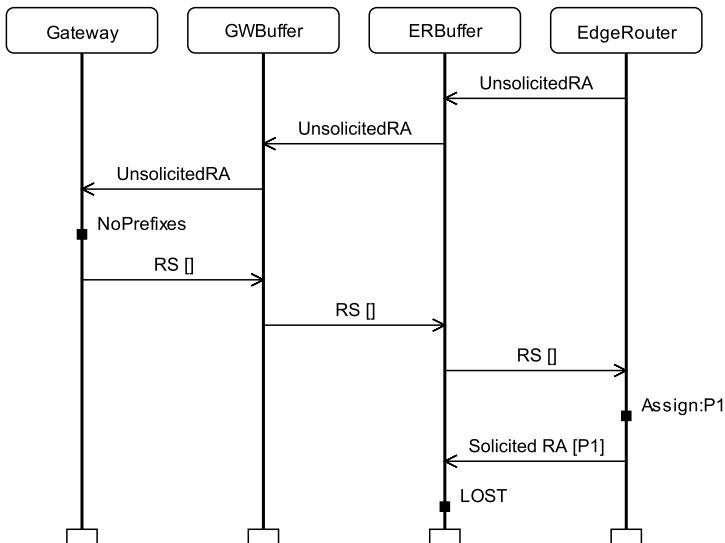 Gateway
GWBuffer
ERBuffer
EdgeRouter
UnsolicitedRA
UnsolicitedRA
UnsolicitedRA
NoPrefixes
RS []
RS []
RS []
Assign:P1
Solicited RA [P1]
LOST